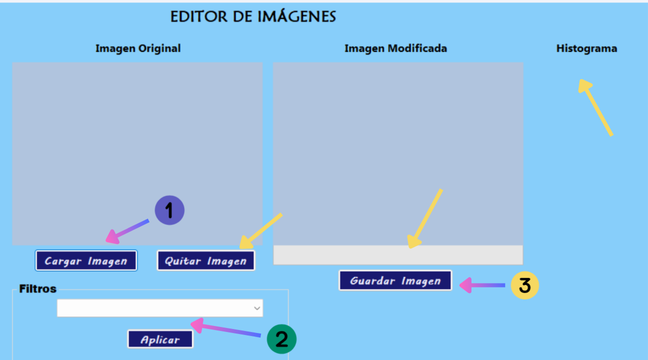 EDITOR DE IMÁGENES
Imagen Original
Imagen Modificada
Histograma
1
Cargar Imagen
Quitar Imagen
Guardar Imagen
3
Filtros
Aplicar
2